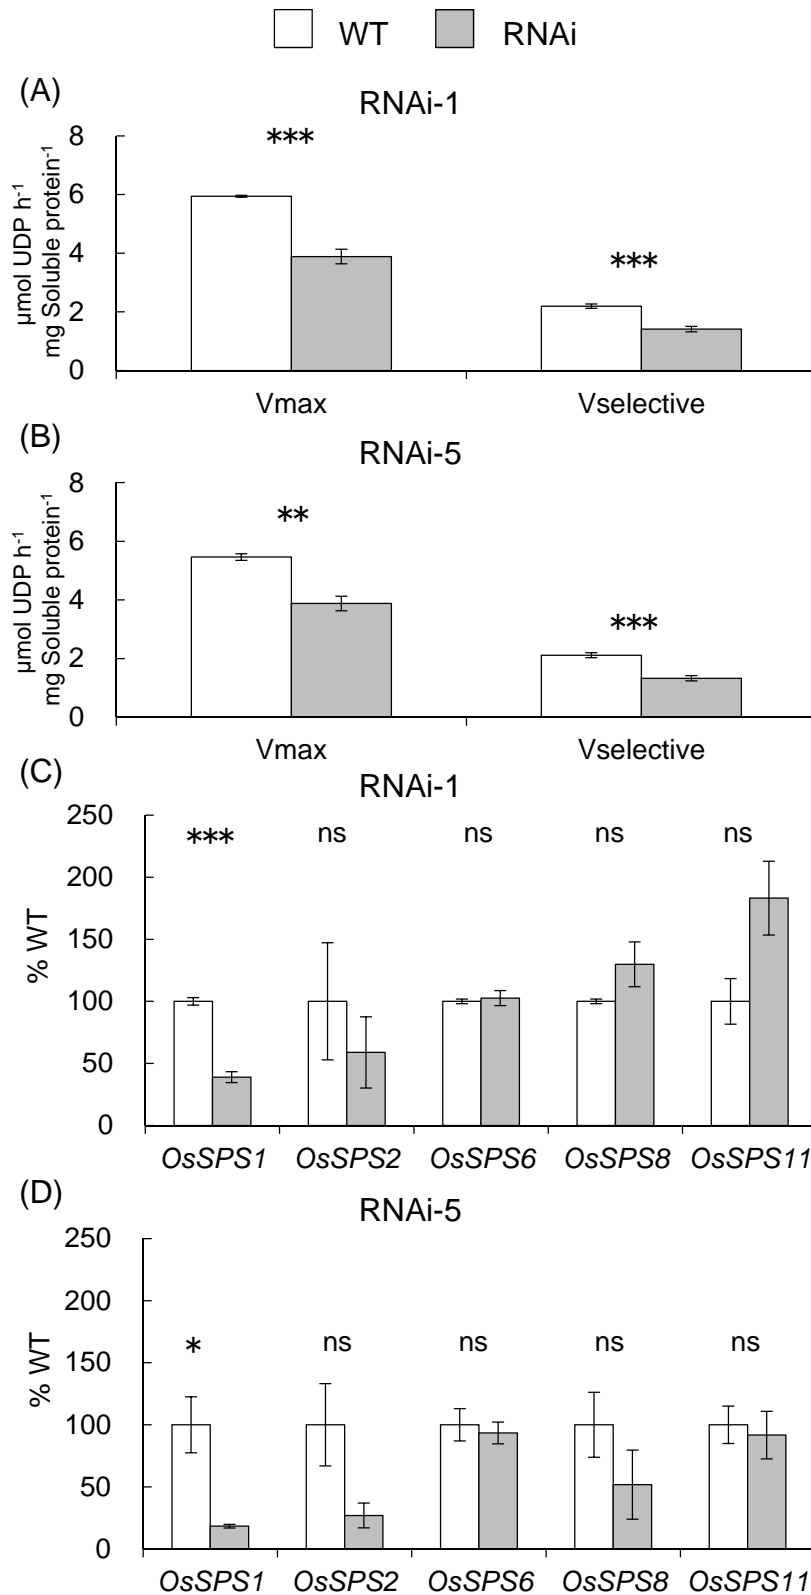 WT RNAi
(A)
RNAi-1
***
***
µmol UDP h⁻¹
mg Soluble protein⁻¹
8
6
4
2
0
Vmax Vselective
(B)
RNAi-5
**
***
µmol UDP h⁻¹
mg Soluble protein⁻¹
8
6
4
2
0
Vmax Vselective
(C)
RNAi-1
*** ns ns ns ns
% WT
250
200
150
100
50
0
OsSPS1 OsSPS2 OsSPS6 OsSPS8 OsSPS11
(D)
RNAi-5
* ns ns ns ns
% WT
250
200
150
100
50
0
OsSPS1 OsSPS2 OsSPS6 OsSPS8 OsSPS11